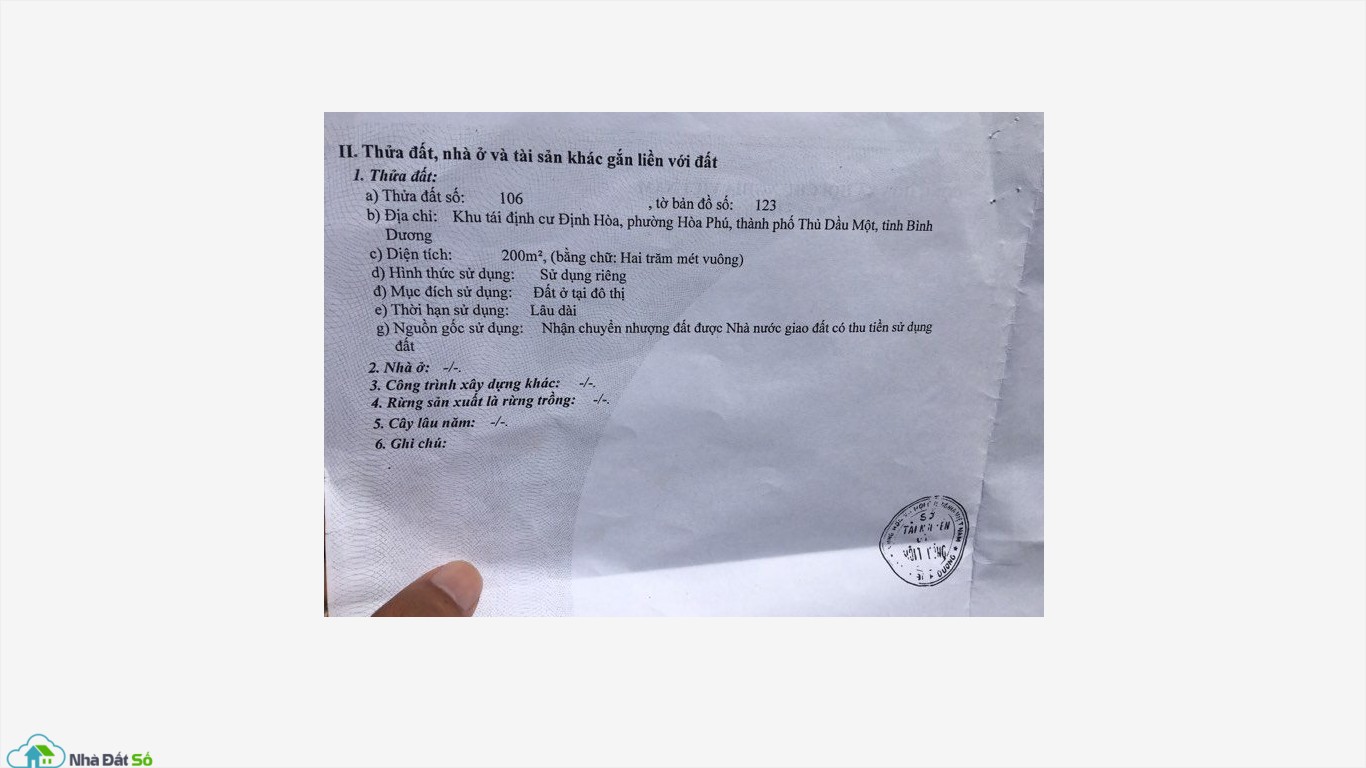 II. Thửa đất, nhà ở và tài sản khác gắn liền với đất
1. Thửa đất:
a) Thửa đất số: 106 , tờ bản đồ số: 123
b) Địa chỉ: Khu tái định cư Định Hòa, phường Hòa Phú, thành phố Thủ Dầu Một, tỉnh Bình
Dương
c) Diện tích: 200m², (bằng chữ: Hai trăm mét vuông)
d) Hình thức sử dụng: Sử dụng riêng
đ) Mục đích sử dụng: Đất ở tại đô thị
e) Thời hạn sử dụng: Lâu dài
g) Nguồn gốc sử dụng: Nhận chuyển nhượng đất được Nhà nước giao đất có thu tiền sử dụng
đất
2. Nhà ở: -/-.
3. Công trình xây dựng khác: -/-.
4. Rừng sản xuất là rừng trồng: -/-.
5. Cây lâu năm: -/-.
6. Ghi chú:
SỞ
TÀI
DƯƠNG
Nhà Đất Số